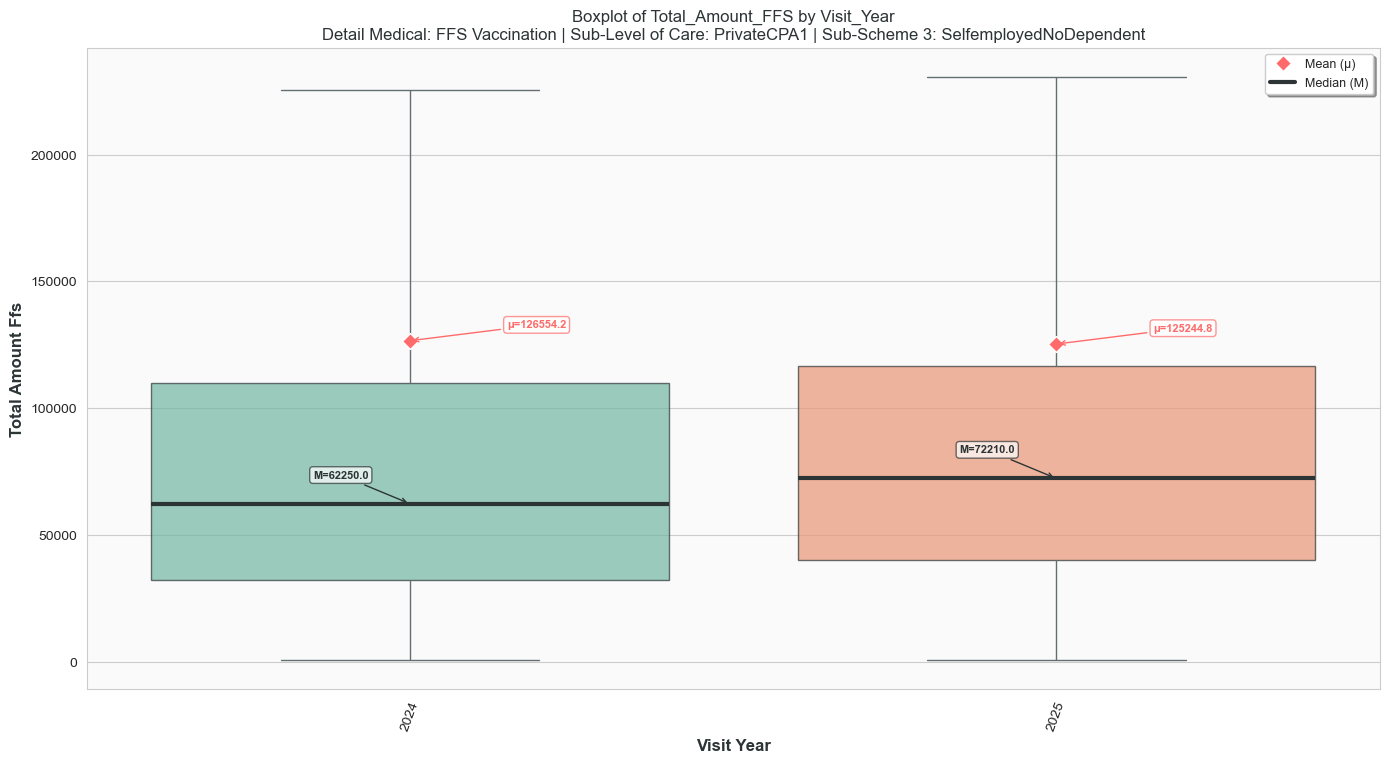 Boxplot of Total_Amount_FFS by Visit_Year
Detail Medical: FFS Vaccination | Sub-Level of Care: PrivateCPA1 | Sub-Scheme 3: SelfemployedNoDependent
Mean (μ)
Median (M)
Total Amount Ffs
200000
150000
100000
50000
0
μ=126554.2
μ=125244.8
M=62250.0
M=72210.0
2024
2025
Visit Year